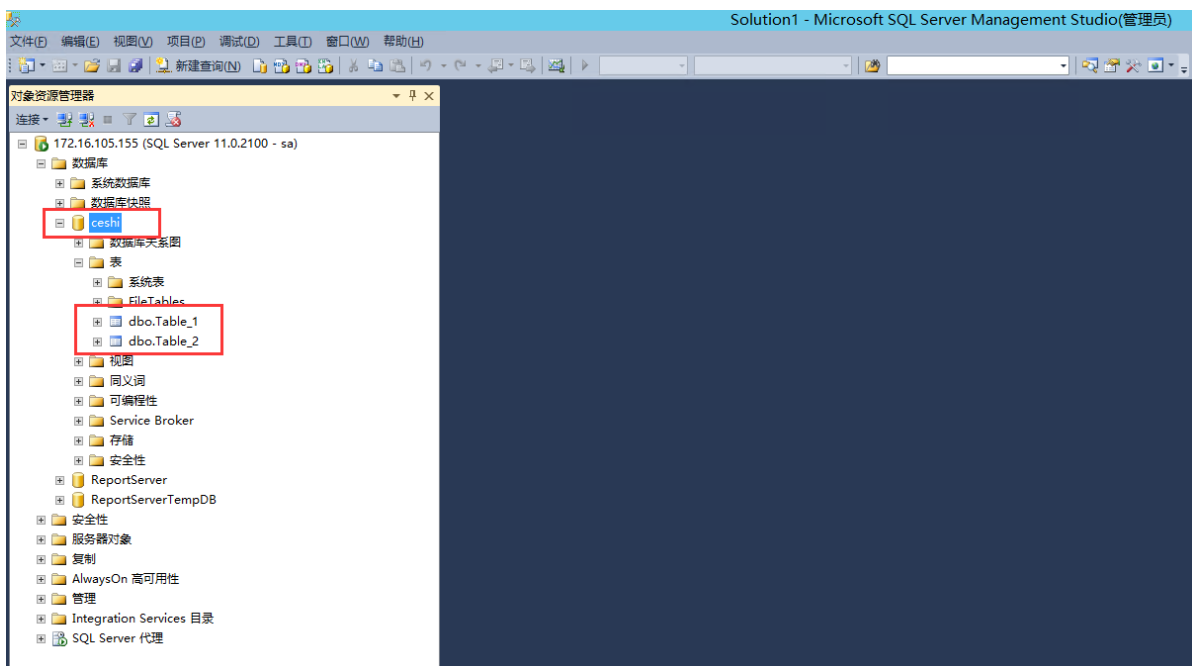 Solution1 - Microsoft SQL Server Management Studio(管理员)
文件(F) 编辑(E) 视图(V) 项目(P) 调试(D) 工具(T) 窗口(W) 帮助(H)
新建查询(N)
对象资源管理器
连接
172.16.105.155 (SQL Server 11.0.2100 - sa)
数据库
系统数据库
数据库快照
ceshi
数据库关系图
表
系统表
FileTables
dbo.Table_1
dbo.Table_2
视图
同义词
可编程性
Service Broker
存储
安全性
ReportServer
ReportServerTempDB
安全性
服务器对象
复制
AlwaysOn 高可用性
管理
Integration Services 目录
SQL Server 代理